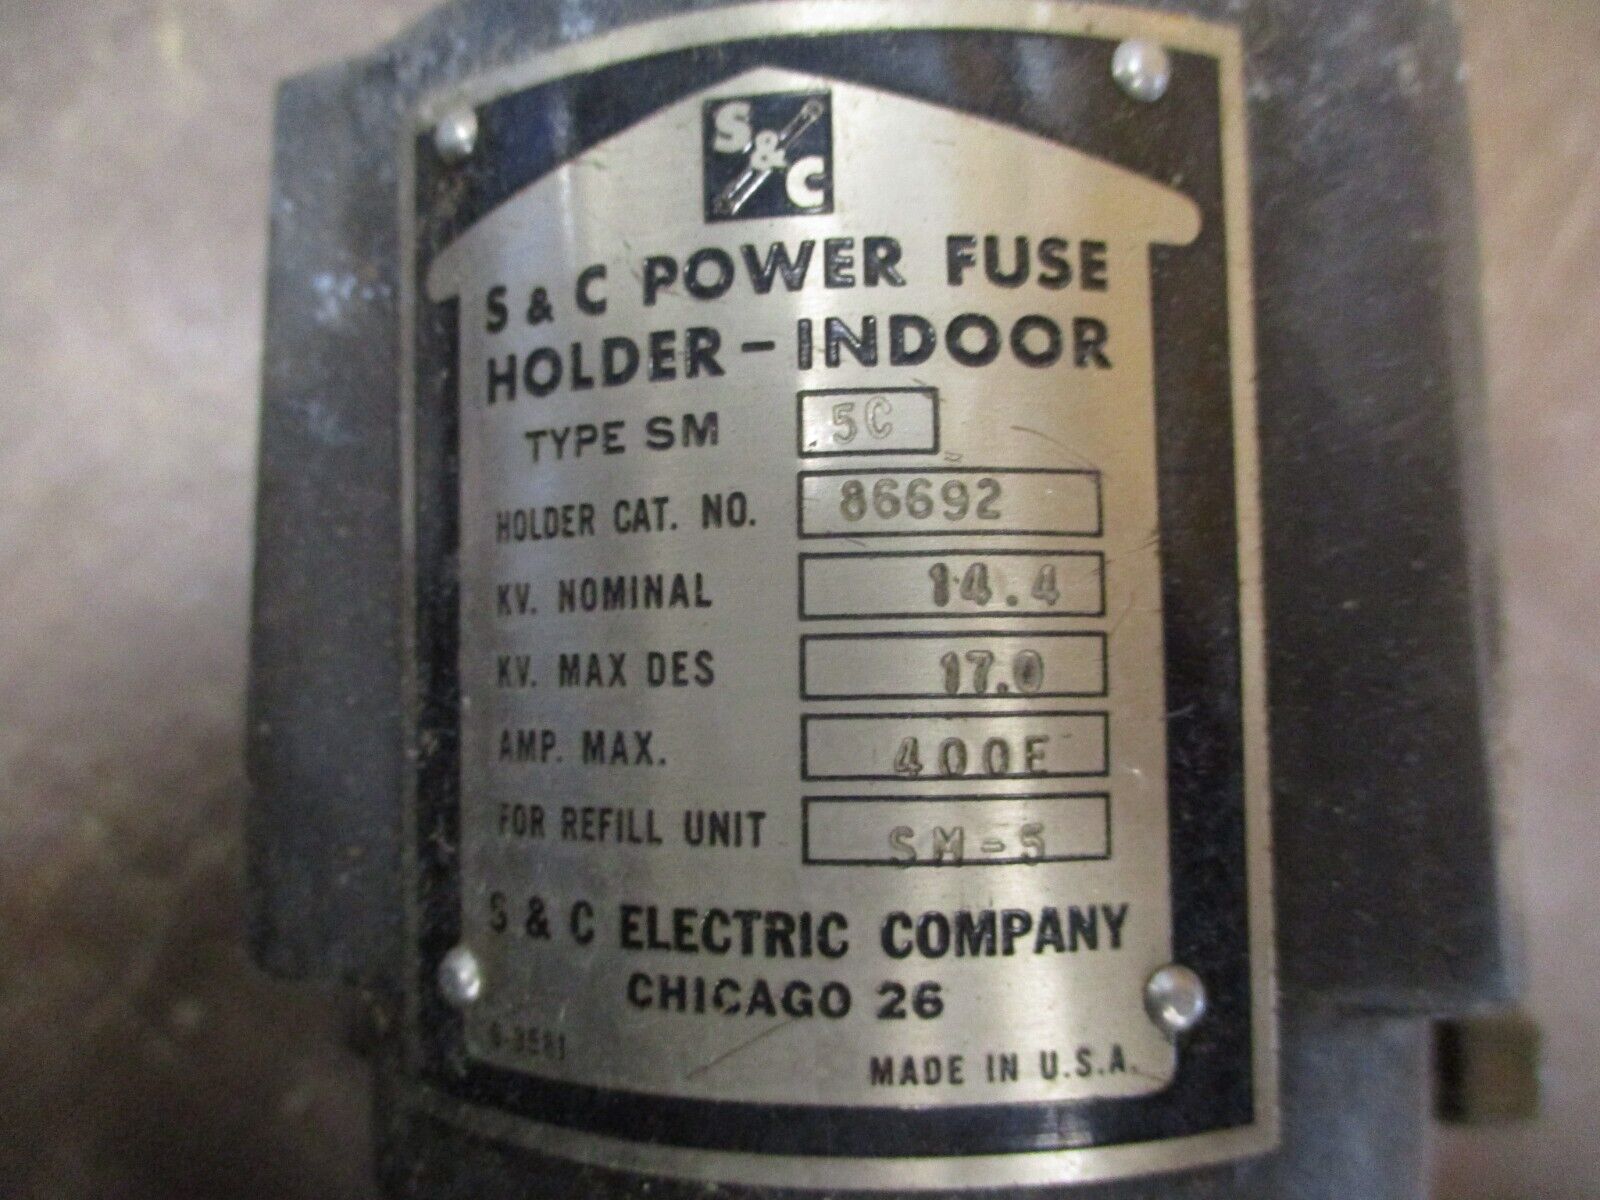 S & C
S & C POWER FUSE
HOLDER - INDOOR
TYPE SM 5C
HOLDER CAT. NO. 86692
KV. NOMINAL 14.4
KV. MAX DES 17.0
AMP. MAX. 400E
FOR REFILL UNIT SM-5
S & C ELECTRIC COMPANY
CHICAGO 26
MADE IN U.S.A.